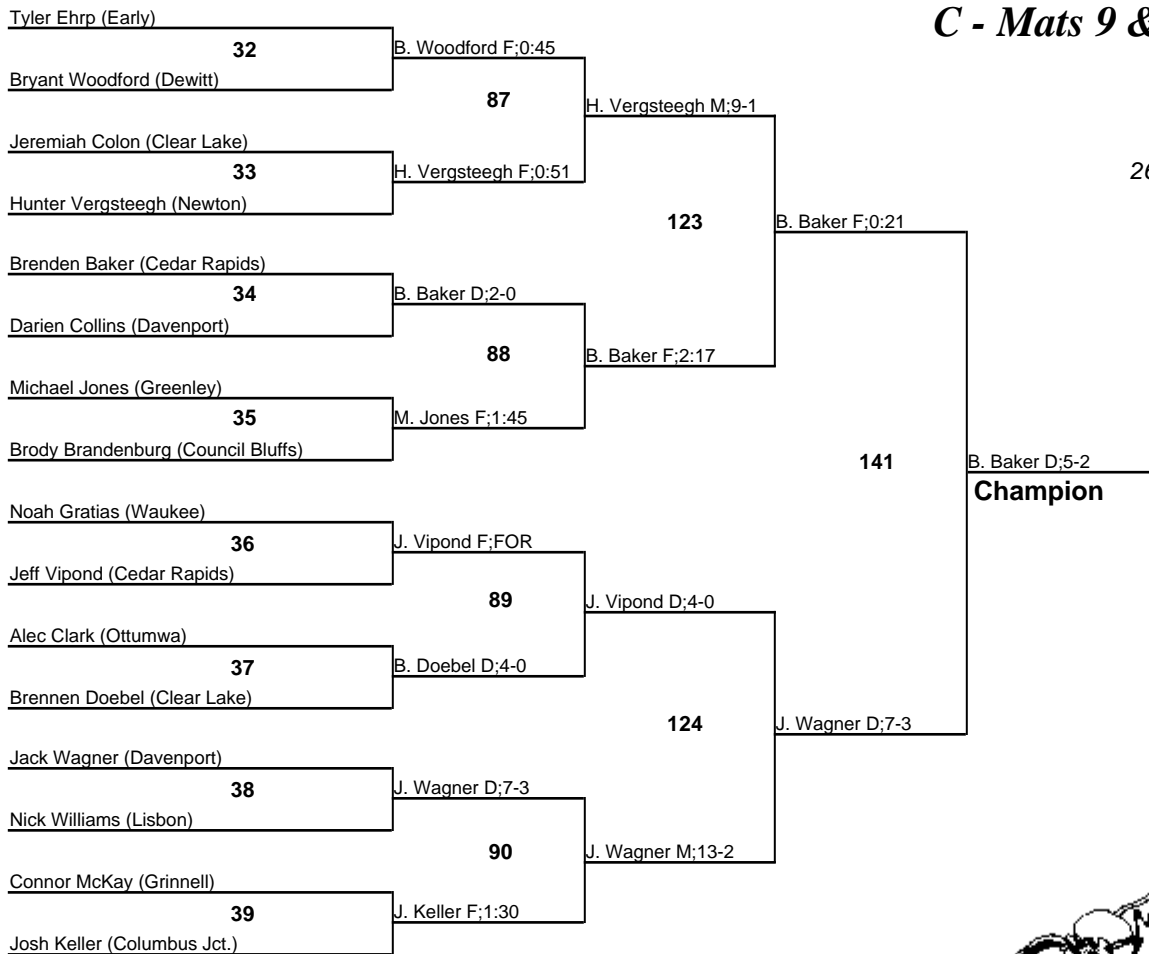 Tyler Ehrp (Early)
C - Mats 9 &
32
B. Woodford F;0:45
Bryant Woodford (Dewitt)
87
H. Vergsteegh M;9-1
Jeremiah Colon (Clear Lake)
33
H. Vergsteegh F;0:51
26
Hunter Vergsteegh (Newton)
123
B. Baker F;0:21
Brenden Baker (Cedar Rapids)
34
B. Baker D;2-0
Darien Collins (Davenport)
88
B. Baker F;2:17
Michael Jones (Greenley)
35
M. Jones F;1:45
Brody Brandenburg (Council Bluffs)
141
B. Baker D;5-2
Champion
Noah Gratias (Waukee)
36
J. Vipond F;FOR
Jeff Vipond (Cedar Rapids)
89
J. Vipond D;4-0
Alec Clark (Ottumwa)
37
B. Doebel D;4-0
Brennen Doebel (Clear Lake)
124
J. Wagner D;7-3
Jack Wagner (Davenport)
38
J. Wagner D;7-3
Nick Williams (Lisbon)
90
J. Wagner M;13-2
Connor McKay (Grinnell)
39
J. Keller F;1:30
Josh Keller (Columbus Jct.)